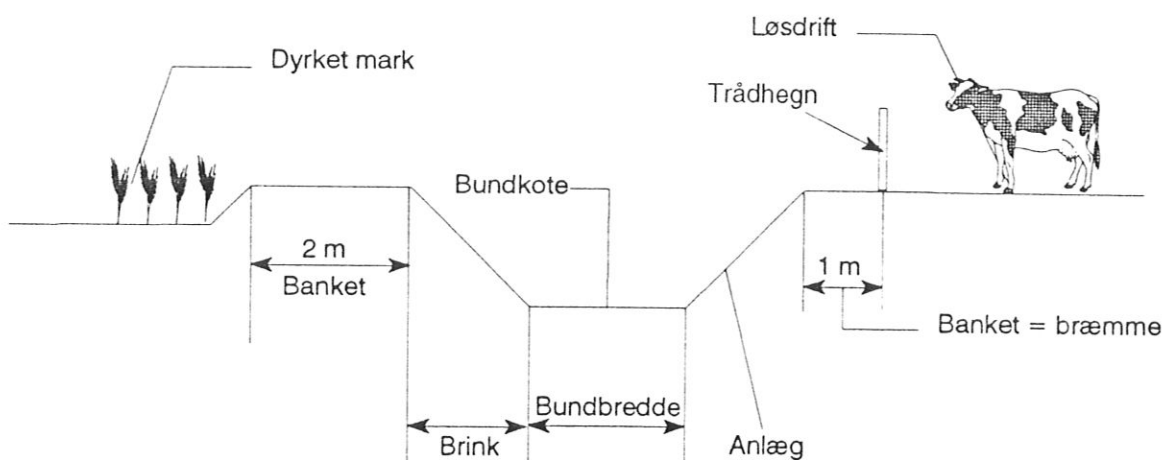 Løsdrift
Dyrket mark
Trådhegn
Bundkote
2 m
Banket
1 m
Banket = bræmme
Bundbredde
Brink
Anlæg